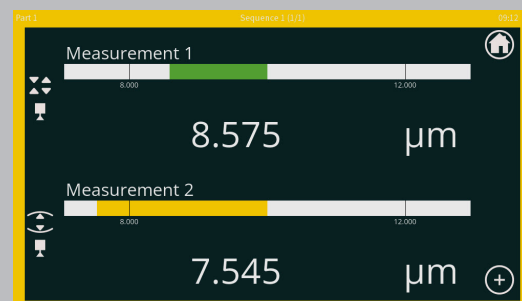 Part 1 Sequence 1 (1/1) 09:12
Measurement 1
8.000 12.000
8.575 µm
Measurement 2
8.000 12.000
7.545 µm